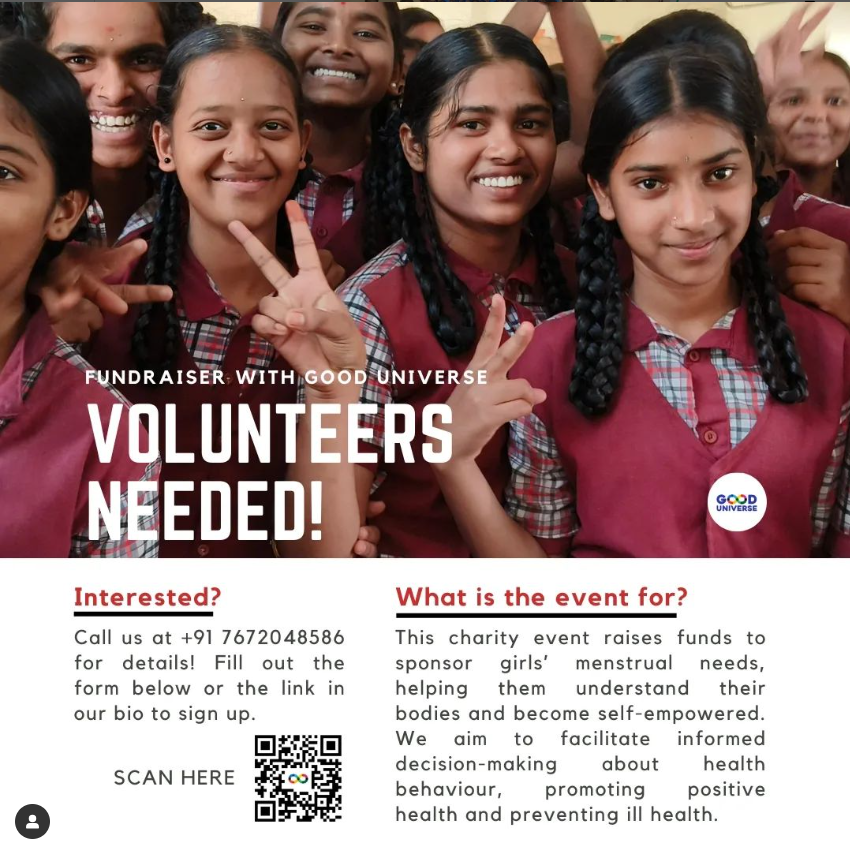 FUNDRAISER WITH GOOD UNIVERSE
VOLUNTEERS
NEEDED!
GOOD
UNIVERSE
Interested?
Call us at +91 7672048586
for details! Fill out the
form below or the link in
our bio to sign up.
SCAN HERE
What is the event for?
This charity event raises funds to
sponsor girls' menstrual needs,
helping them understand their
bodies and become self-empowered.
We aim to facilitate informed
decision-making about health
behaviour, promoting positive
health and preventing ill health.